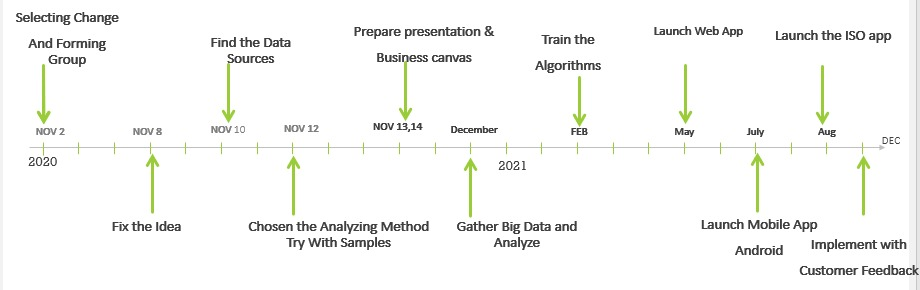 Selecting Change
And Forming
Group
Find the Data
Sources
Prepare presentation &
Business canvas
Train the
Algorithms
Launch Web App
Launch the ISO app
NOV 2
NOV 8
NOV 10
NOV 12
NOV 13,14
December
FEB
May
July
Aug
DEC
2020
2021
Fix the Idea
Chosen the Analyzing Method
Try With Samples
Gather Big Data and
Analyze
Launch Mobile App
Android
Implement with
Customer Feedback